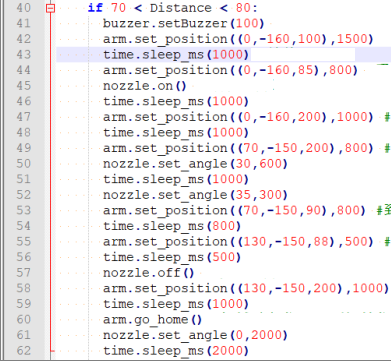 40 if 70 < Distance < 80:
41 buzzer.setBuzzer(100)
42 arm.set_position((0,-160,100),1500)
43 time.sleep_ms(1000)
44 arm.set_position((0,-160,85),800)
45 nozzle.on()
46 time.sleep_ms(1000)
47 arm.set_position((0,-160,200),1000) #
48 time.sleep_ms(1000)
49 arm.set_position((70,-150,200),800) #
50 nozzle.set_angle(30,600)
51 time.sleep_ms(1000)
52 nozzle.set_angle(35,300)
53 arm.set_position((70,-150,90),800) #
54 time.sleep_ms(800)
55 arm.set_position((130,-150,88),500) #
56 time.sleep_ms(500)
57 nozzle.off()
58 arm.set_position((130,-150,200),1000)
59 time.sleep_ms(1000)
60 arm.go_home()
61 nozzle.set_angle(0,2000)
62 time.sleep_ms(2000)